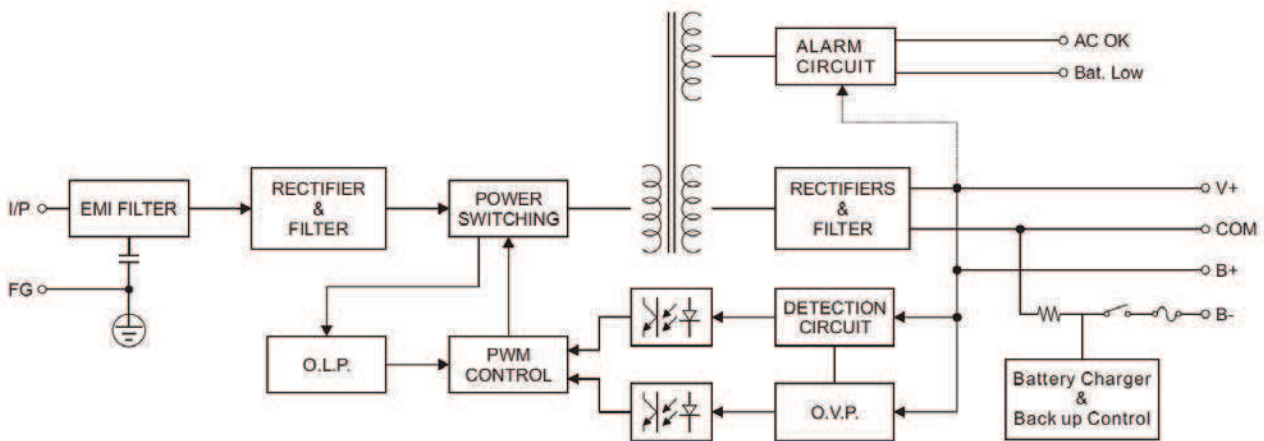 ALARM
CIRCUIT
AC OK
Bat. Low
I/P
EMI FILTER
RECTIFIER
&
FILTER
POWER
SWITCHING
RECTIFIERS
&
FILTER
V+
COM
B+
B-
FG
O.L.P.
PWM
CONTROL
DETECTION
CIRCUIT
O.V.P.
Battery Charger
&
Back up Control